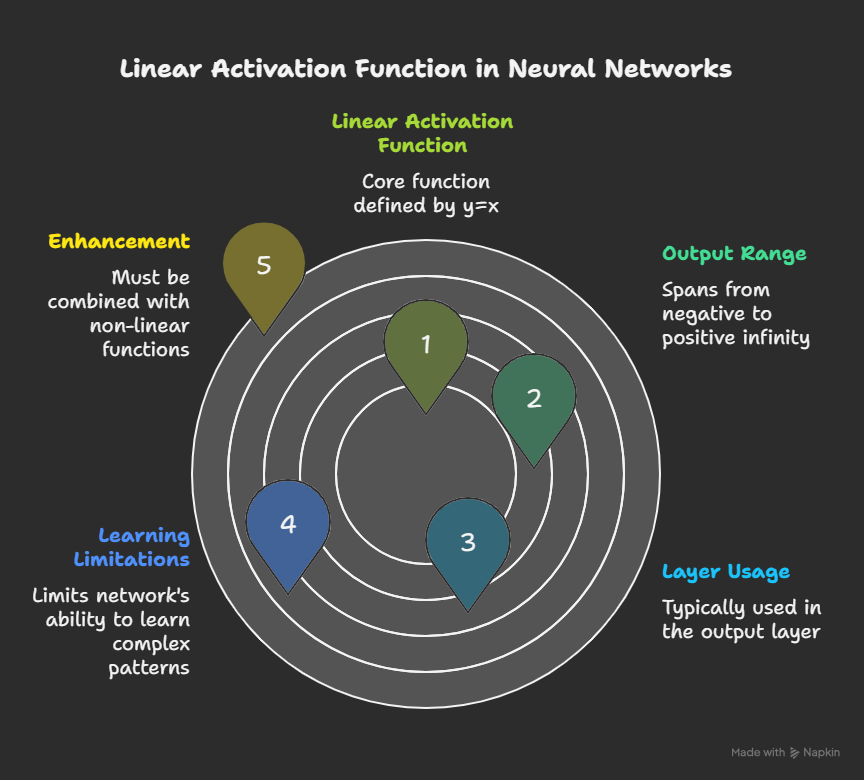 Linear Activation Function in Neural Networks
Linear Activation
Function
Core function
defined by y=x
Enhancement
Must be
combined with
non-linear
functions
5
Output Range
Spans from
negative to
positive infinity
1
2
4
3
Learning
Limitations
Limits network's
ability to learn
complex
patterns
Layer Usage
Typically used in
the output layer
Made with Napkin